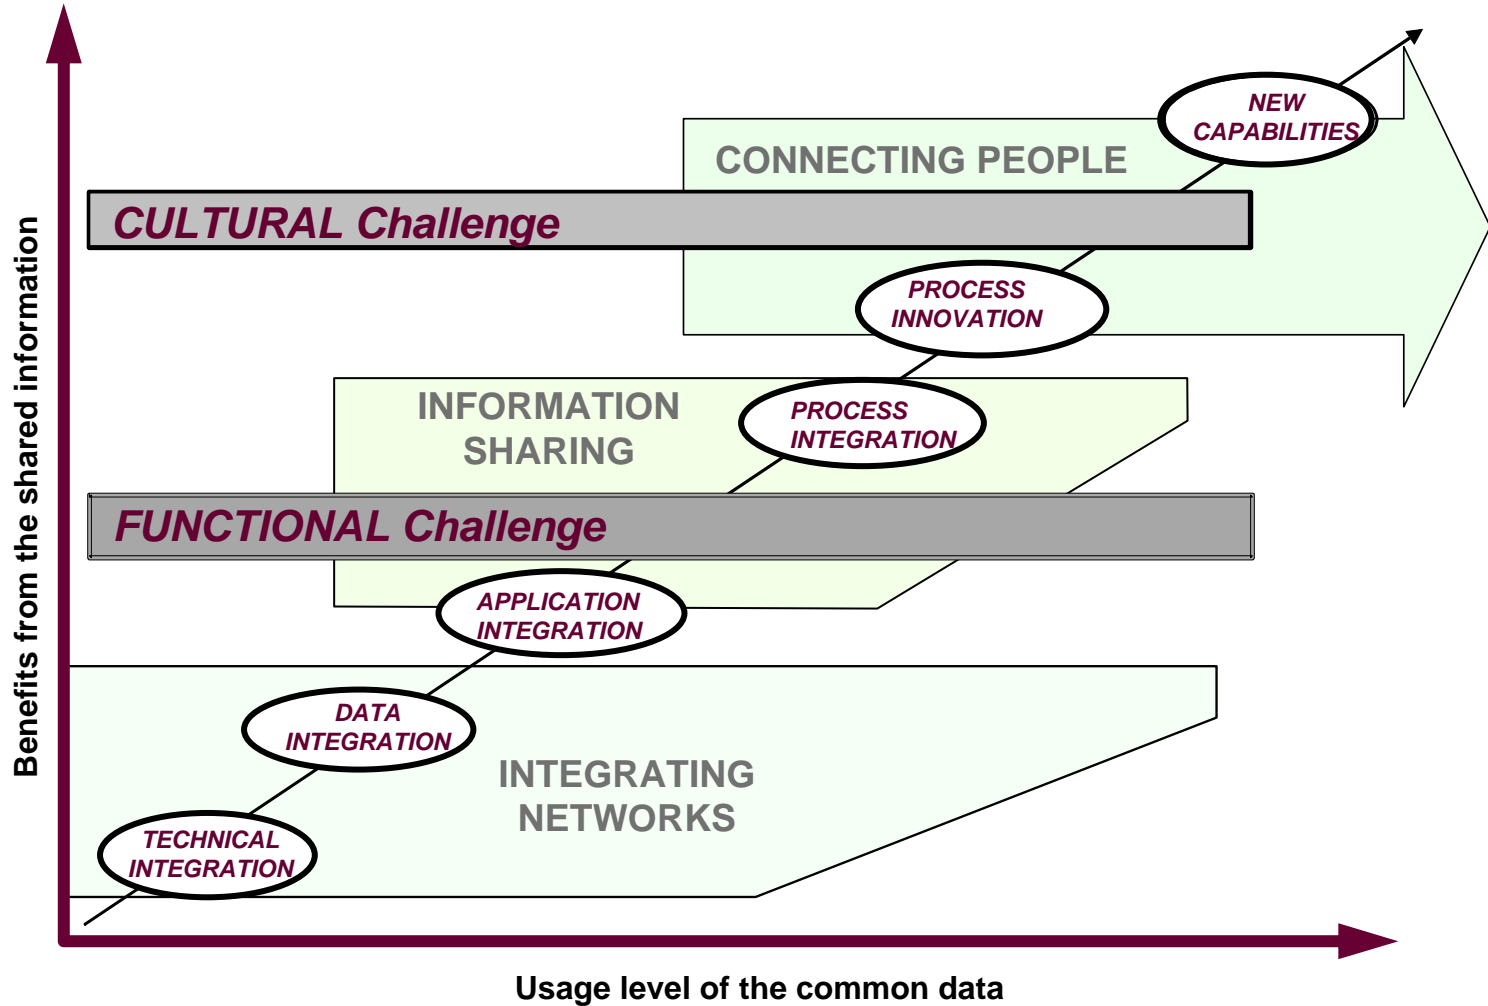 NEW
CAPABILITIES
CONNECTING PEOPLE
CULTURAL Challenge
PROCESS
INNOVATION
INFORMATION
SHARING
PROCESS
INTEGRATION
FUNCTIONAL Challenge
APPLICATION
INTEGRATION
DATA
INTEGRATION
INTEGRATING
NETWORKS
TECHNICAL
INTEGRATION
Benefits from the shared information
Usage level of the common data